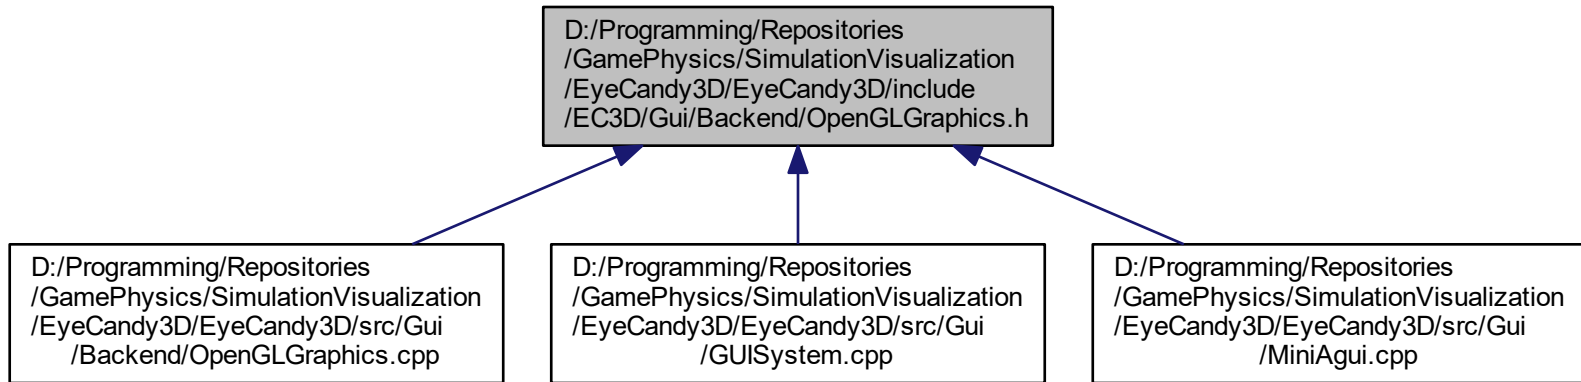 D:/Programming/Repositories
/GamePhysics/SimulationVisualization
/EyeCandy3D/EyeCandy3D/include
/EC3D/Gui/Backend/OpenGLGraphics.h
D:/Programming/Repositories
/GamePhysics/SimulationVisualization
/EyeCandy3D/EyeCandy3D/src/Gui
/Backend/OpenGLGraphics.cpp
D:/Programming/Repositories
/GamePhysics/SimulationVisualization
/EyeCandy3D/EyeCandy3D/src/Gui
/GUISystem.cpp
D:/Programming/Repositories
/GamePhysics/SimulationVisualization
/EyeCandy3D/EyeCandy3D/src/Gui
/MiniAgui.cpp